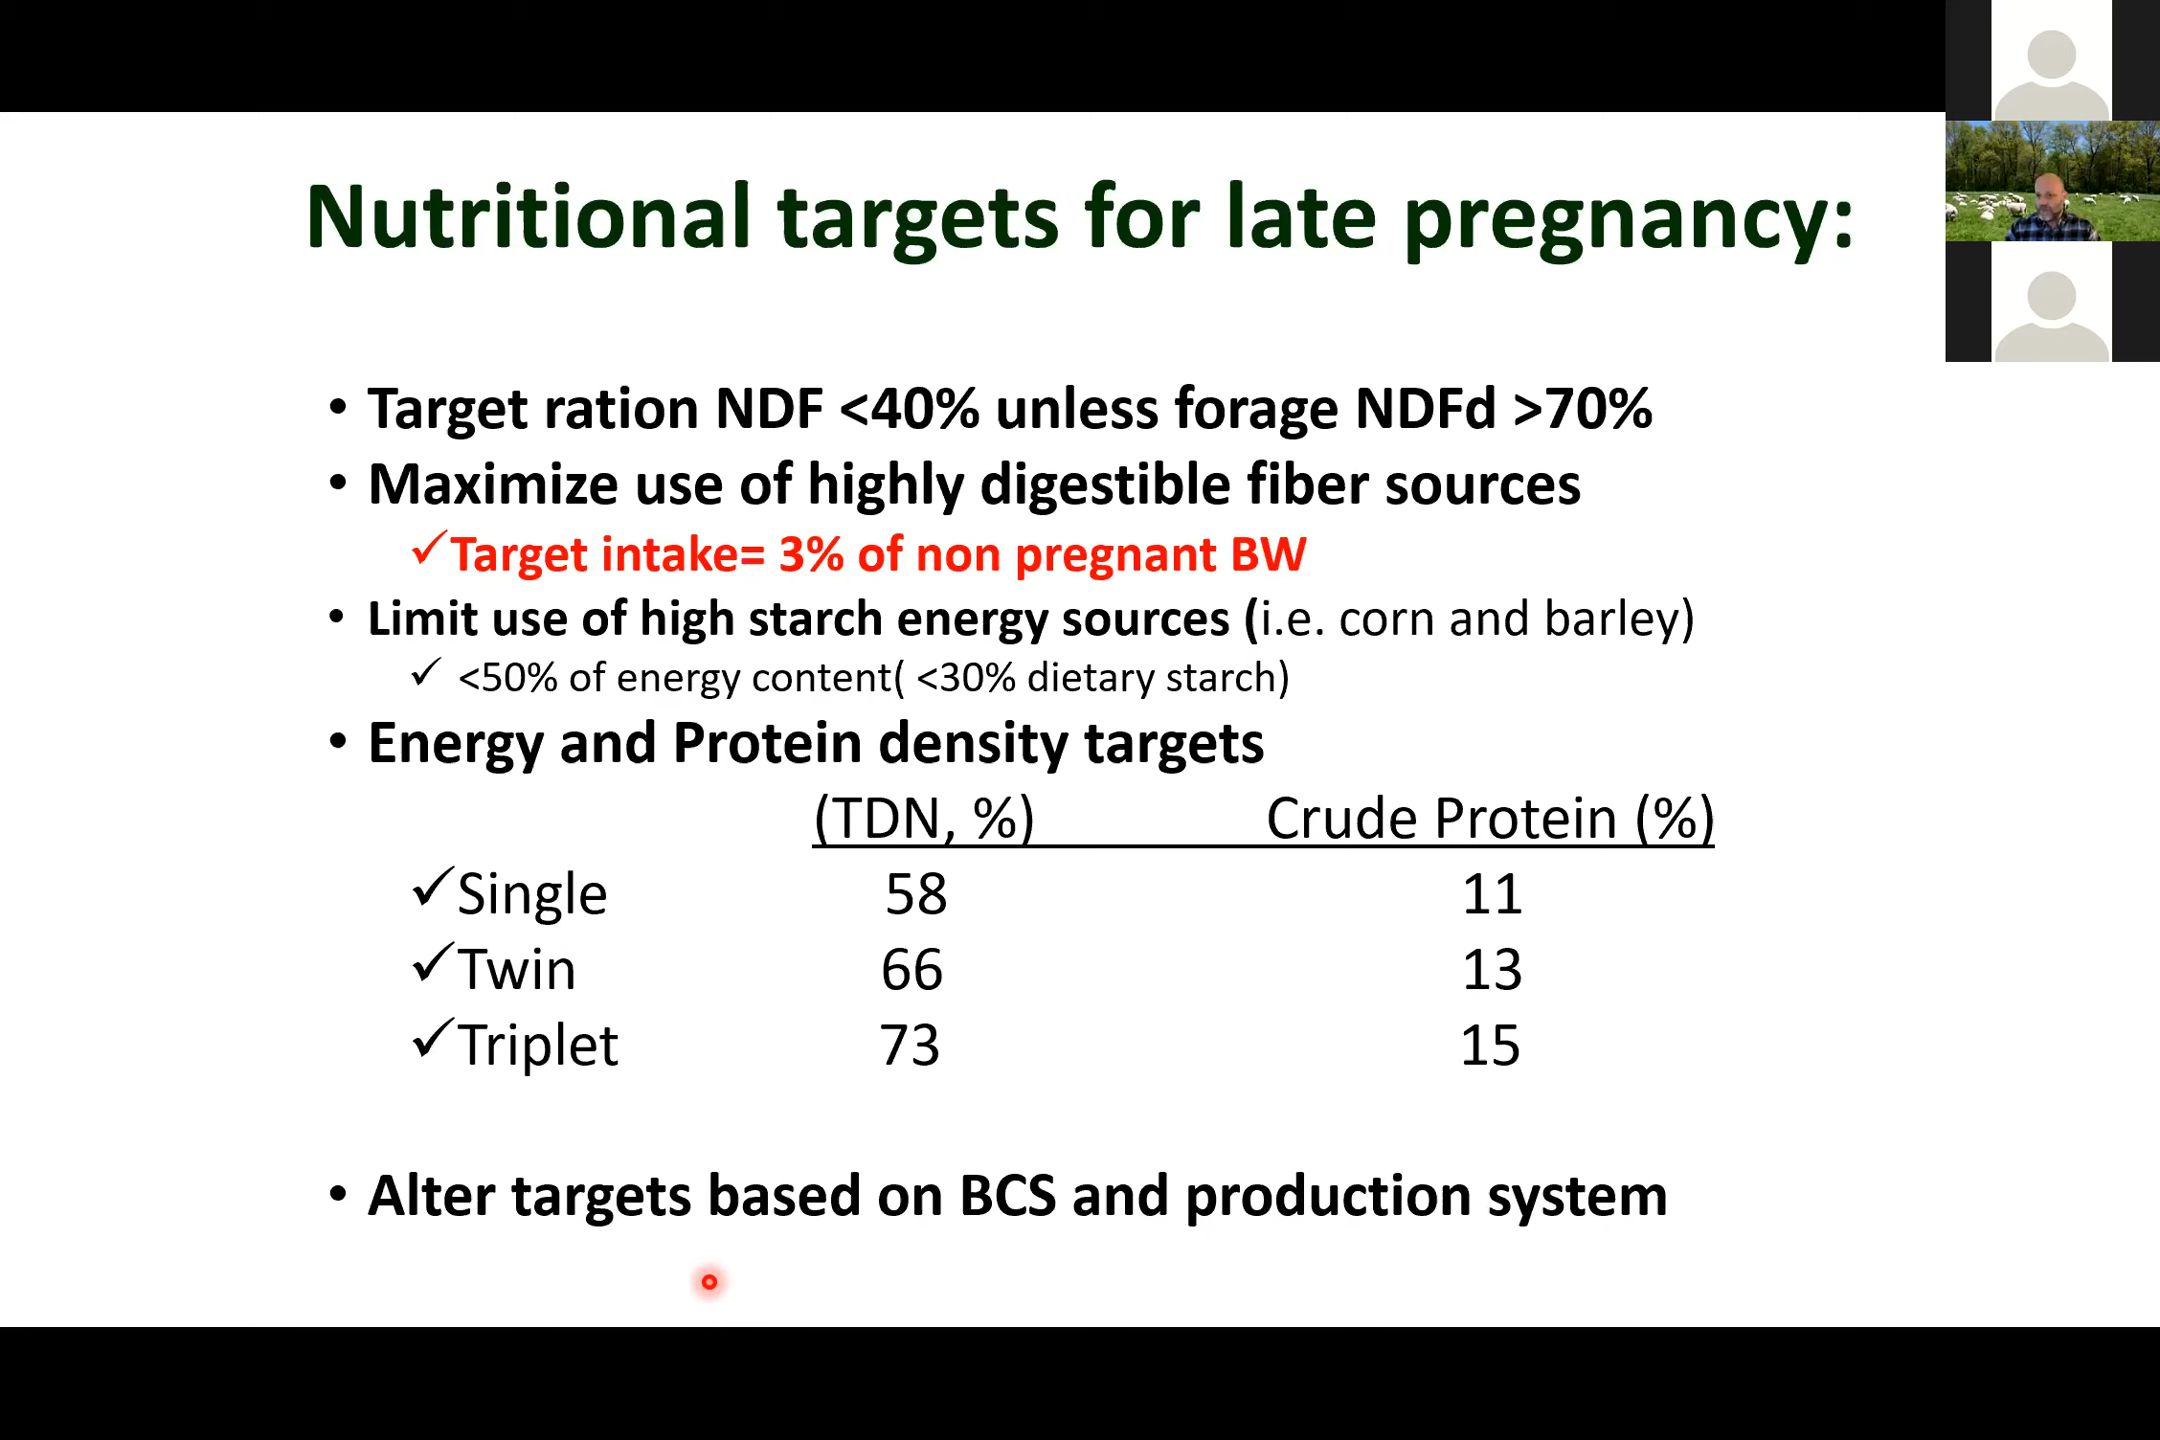 Nutritional targets for late pregnancy:
• Target ration NDF <40% unless forage NDFd >70%
• Maximize use of highly digestible fiber sources
✓Target intake= 3% of non pregnant BW
• Limit use of high starch energy sources (i.e. corn and barley)
✓ <50% of energy content( <30% dietary starch)
• Energy and Protein density targets
(TDN, %) Crude Protein (%)
✓Single 58 11
✓Twin 66 13
✓Triplet 73 15
• Alter targets based on BCS and production system